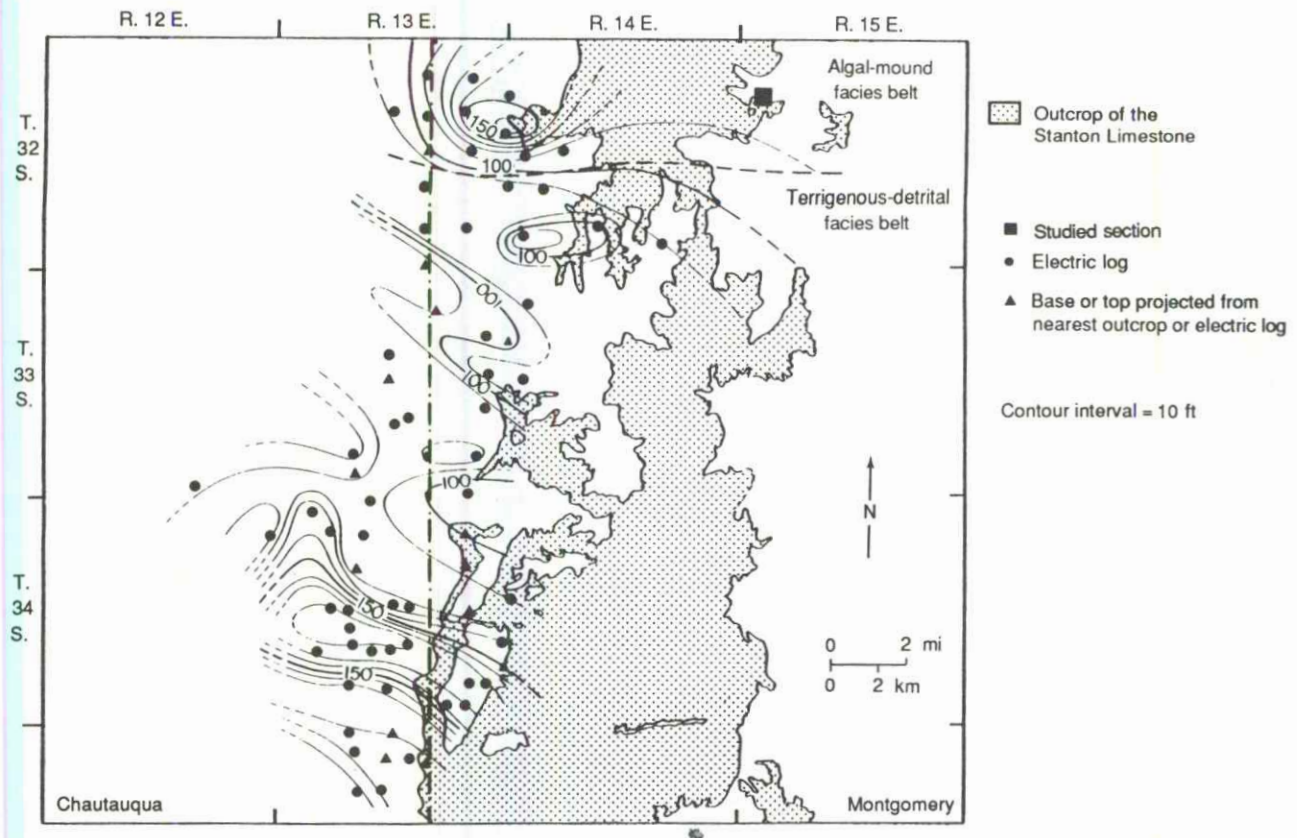 R. 12 E.
R. 13 E.
R. 14 E.
R. 15 E.
T.
32
S.
T.
33
S.
T.
34
S.
Algal-mound
facies belt
150
100
Terrigenous-detrital
facies belt
100
100
100
100
150
150
N
0 2 mi
0 2 km
Chautauqua
Montgomery
Outcrop of the
Stanton Limestone
Studied section
Electric log
Base or top projected from
nearest outcrop or electric log
Contour interval = 10 ft